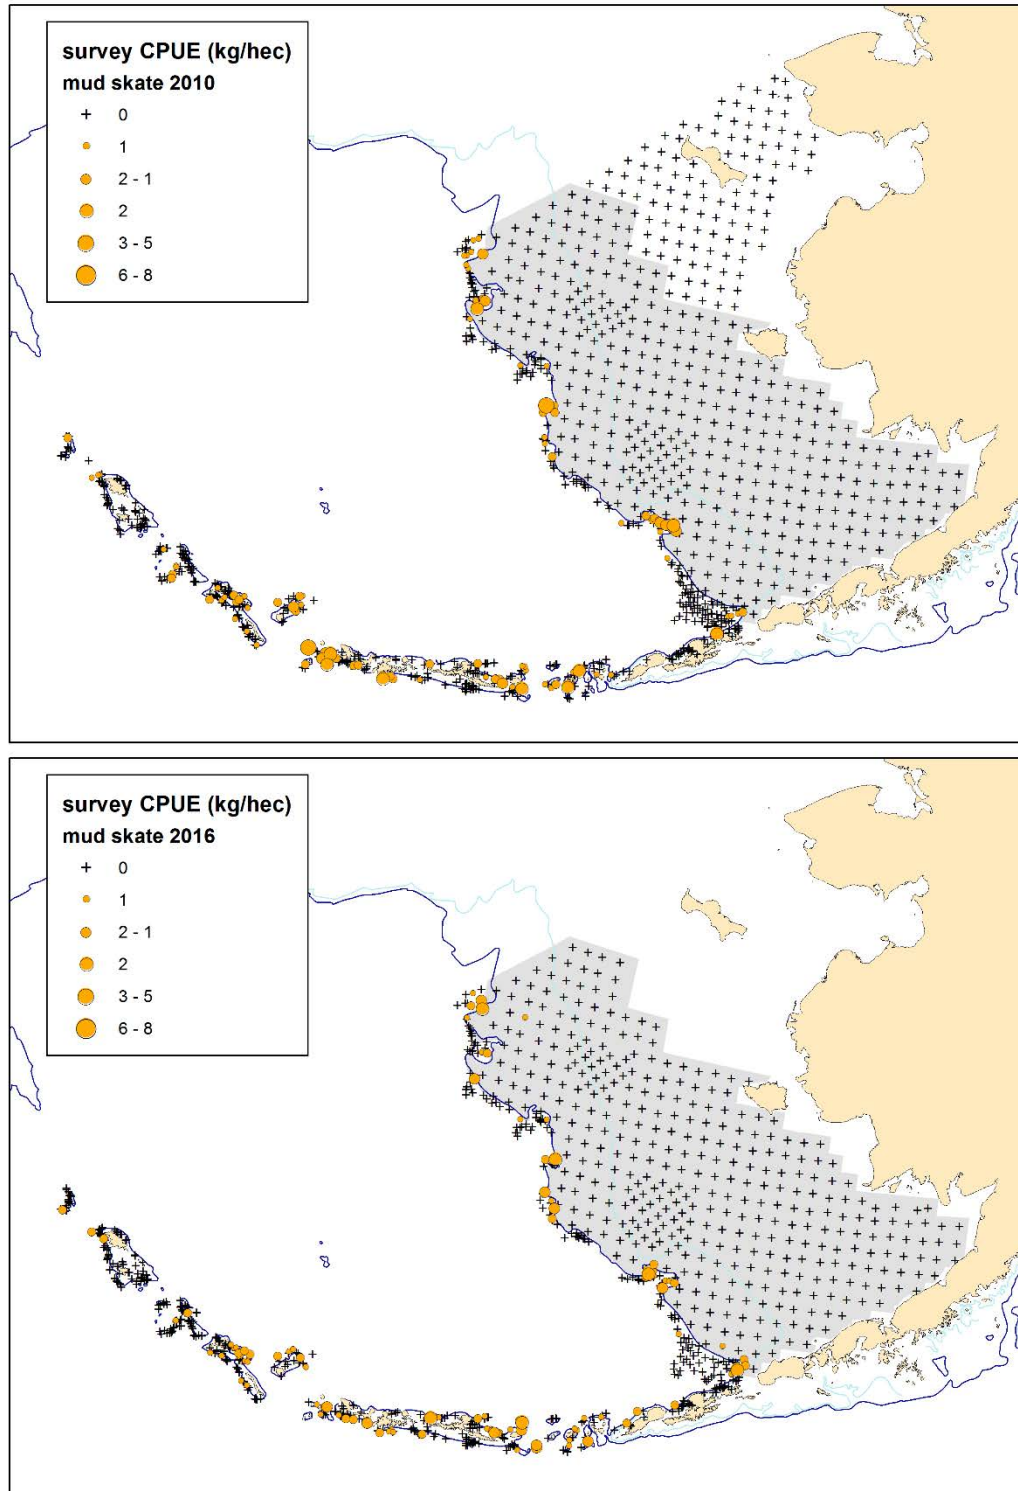 survey CPUE (kg/hec)
mud skate 2010
0
1
2 - 1
2
3 - 5
6 - 8
survey CPUE (kg/hec)
mud skate 2016
0
1
2 - 1
2
3 - 5
6 - 8